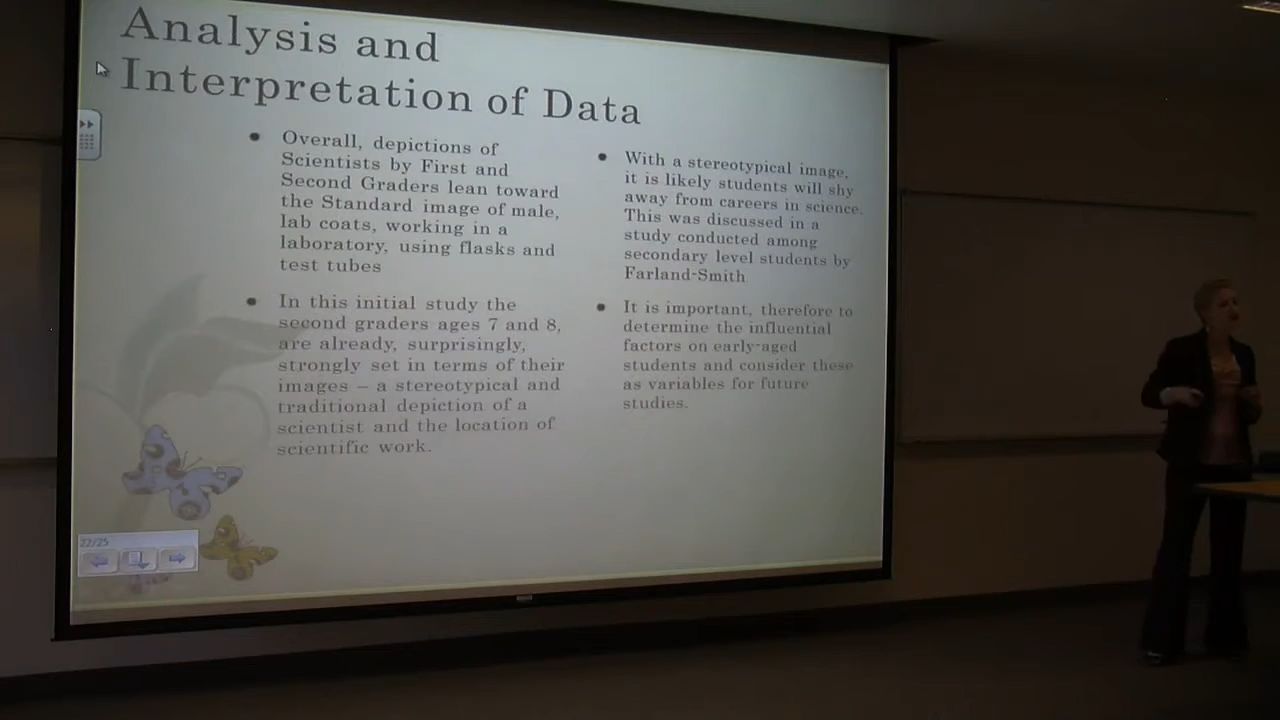 Analysis and
Interpretation of Data
Overall, depictions of
Scientists by First and
Second Graders lean toward
the Standard image of male,
lab coats, working in a
laboratory, using flasks and
test tubes
In this initial study the
second graders ages 7 and 8,
are already, surprisingly,
strongly set in terms of their
images – a stereotypical and
traditional depiction of a
scientist and the location of
scientific work.
With a stereotypical image,
it is likely students will shy
away from careers in science.
This was discussed in a
study conducted among
secondary level students by
Farland-Smith
It is important, therefore to
determine the influential
factors on early-aged
students and consider these
as variables for future
studies.
22/25